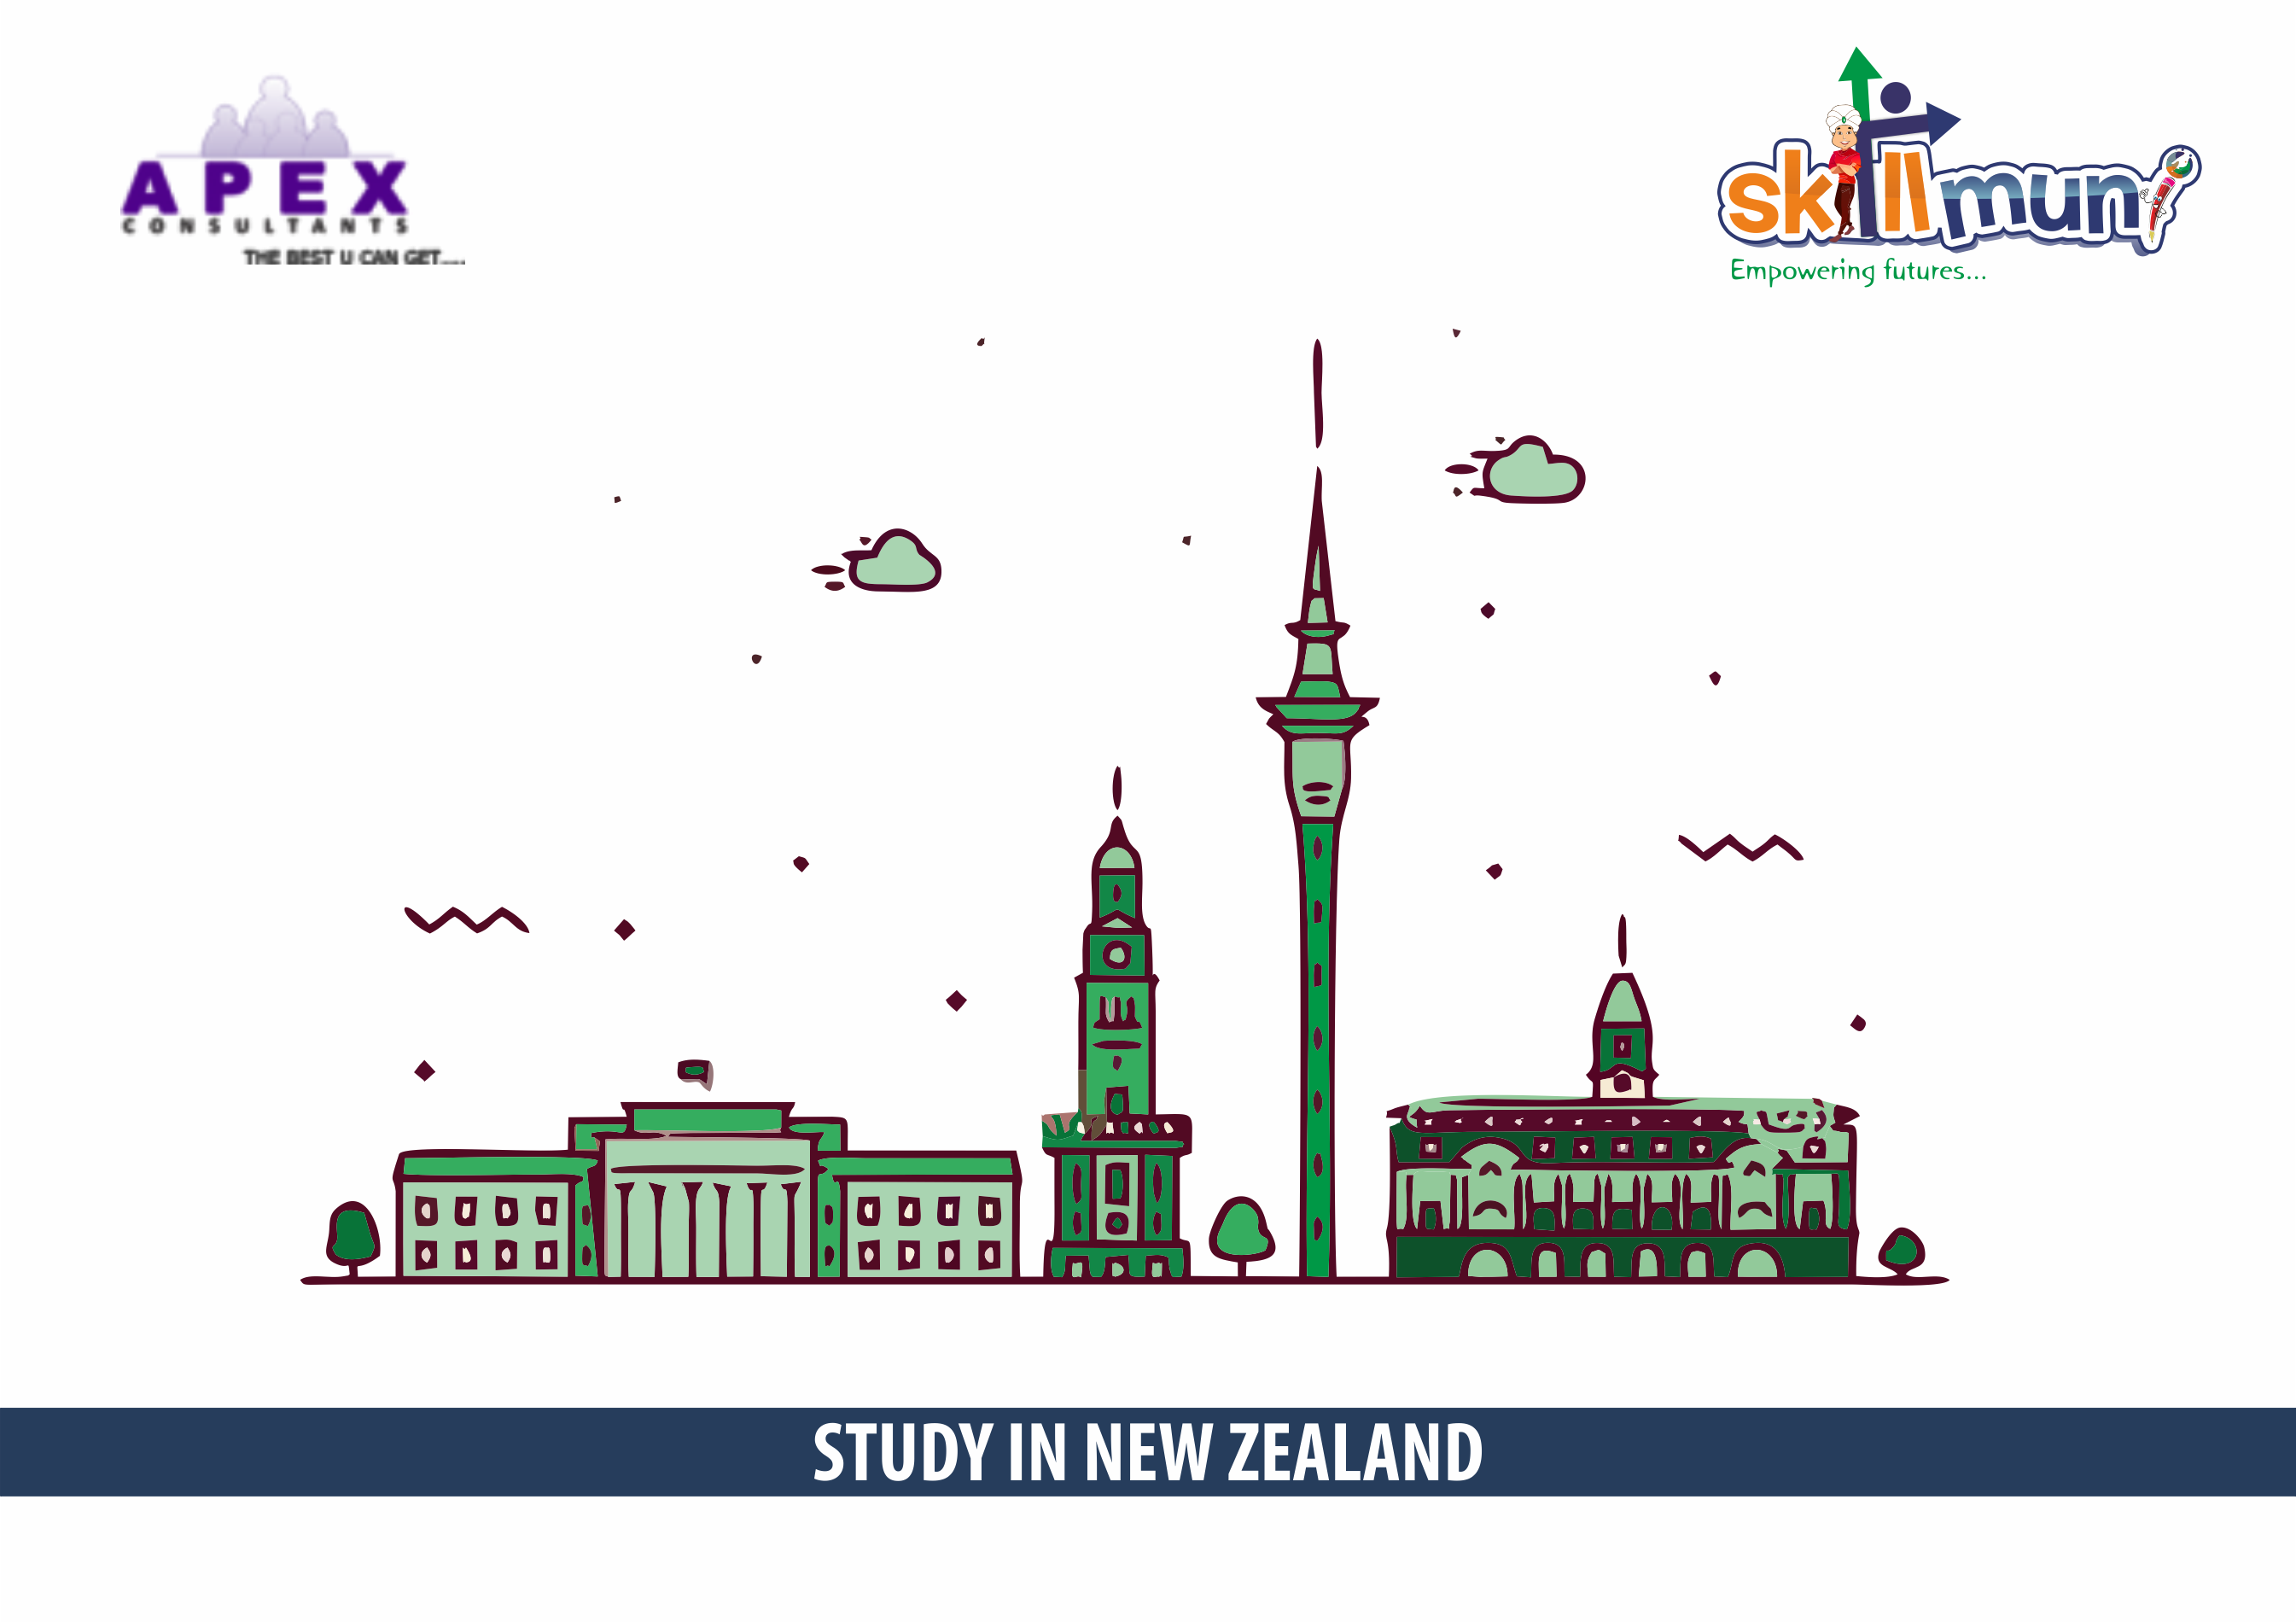 APEX
CONSULTANTS
THE BEST U CAN GET....
skillmuni
Empowering futures...
STUDY IN NEW ZEALAND